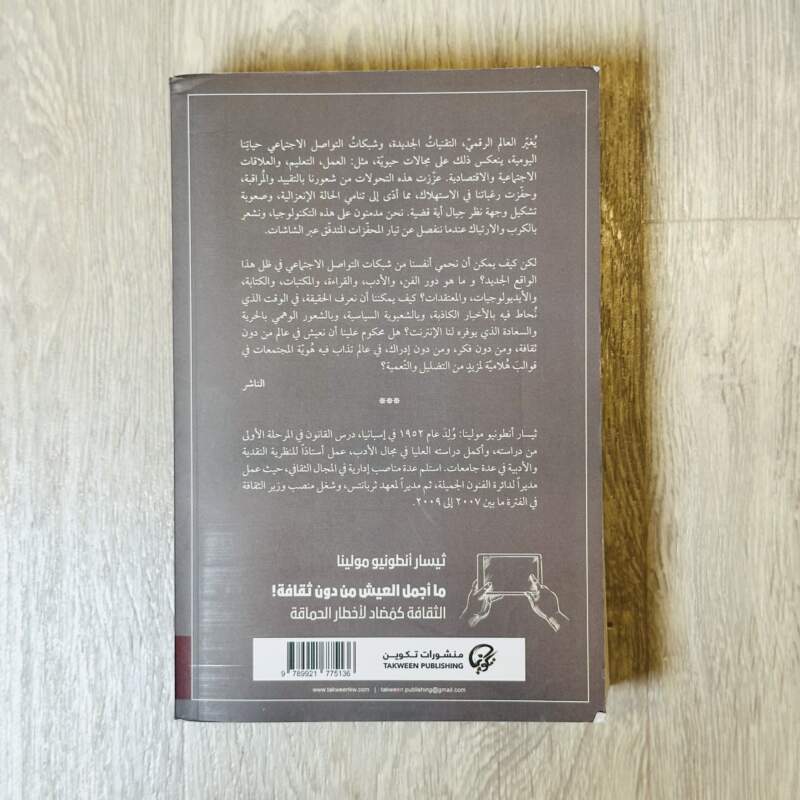 يُغيّر العالم الرقميّ، التقنياتُ الجديدة، وشبكاتُ التواصل الاجتماعي حياتِنا
اليومية، ينعكس ذلك على مجالات حيويّة، مثل: العمل، التعليم، والعلاقات
الاجتماعية والاقتصادية. عزّزت هذه التحولات من شعورنا بالتقييد والمُراقبة،
وحفّزت رغباتنا في الاستهلاك، مما أدّى إلى تنامي الحالة الإنعزالية، وصعوبة
تشكيل وجهة نظر حيال أية قضية. نحن مدمنون على هذه التكنولوجيا، ونشعر
بالكرب والارتباك عندما ننفصل عن تيار المحفّزات المتدفّق عبر الشاشات.
لكن كيف يمكن أن نحمي أنفسنا من شبكات التواصل الاجتماعي في ظل هذا
الواقع الجديد؟ و ما هو دور الفن، والأدب، والقراءة، والمكتبات، والكتابة،
والأيديولوجيات، والمعتقدات؟ كيف يمكننا أن نعرف الحقيقة، في الوقت الذي
نُحاط فيه بالأخبار الكاذبة، وبالشعبوية السياسية، وبالشعور الوهمي بالحرية
والسعادة الذي يوفره لنا الإنترنت؟ هل محكوم علينا أن نعيش في عالم من دون
ثقافة، ومن دون فكر، ومن دون إدراك، في عالم تذاب فيه هُويّة المجتمعات في
قوالبَ هُلاميّة لمزيدٍ من التضليل والتّعمية؟
الناشر
***
ثيسار أنطونيو مولينا: وُلِدَ عام ١٩٥٢ في إسبانيا، درس القانون في المرحلة الأولى
من دراسته، وأكمل دراسته العليا في مجال الأدب، عمل أستاذاً للنظرية النقدية
والأدبية في عدة جامعات. استلم عدة مناصب إدارية في المجال الثقافي، حيث عمل
مديراً لدائرة الفنون الجميلة، ثم مديراً لمعهد ثربانتس، وشغل منصب وزير الثقافة
في الفترة ما بين ٢٠٠٧ إلى ٢٠٠٩.
ثيسار أنطونيو مولينا
ما أجمل العيش من دون ثقافة!
الثقافة كمُضاد لأخطار الحماقة
منشورات تكوين
TAKWEEN PUBLISHING
تكوين
9 789921 775136
www.takweenkw.com | takween.publishing@gmail.com